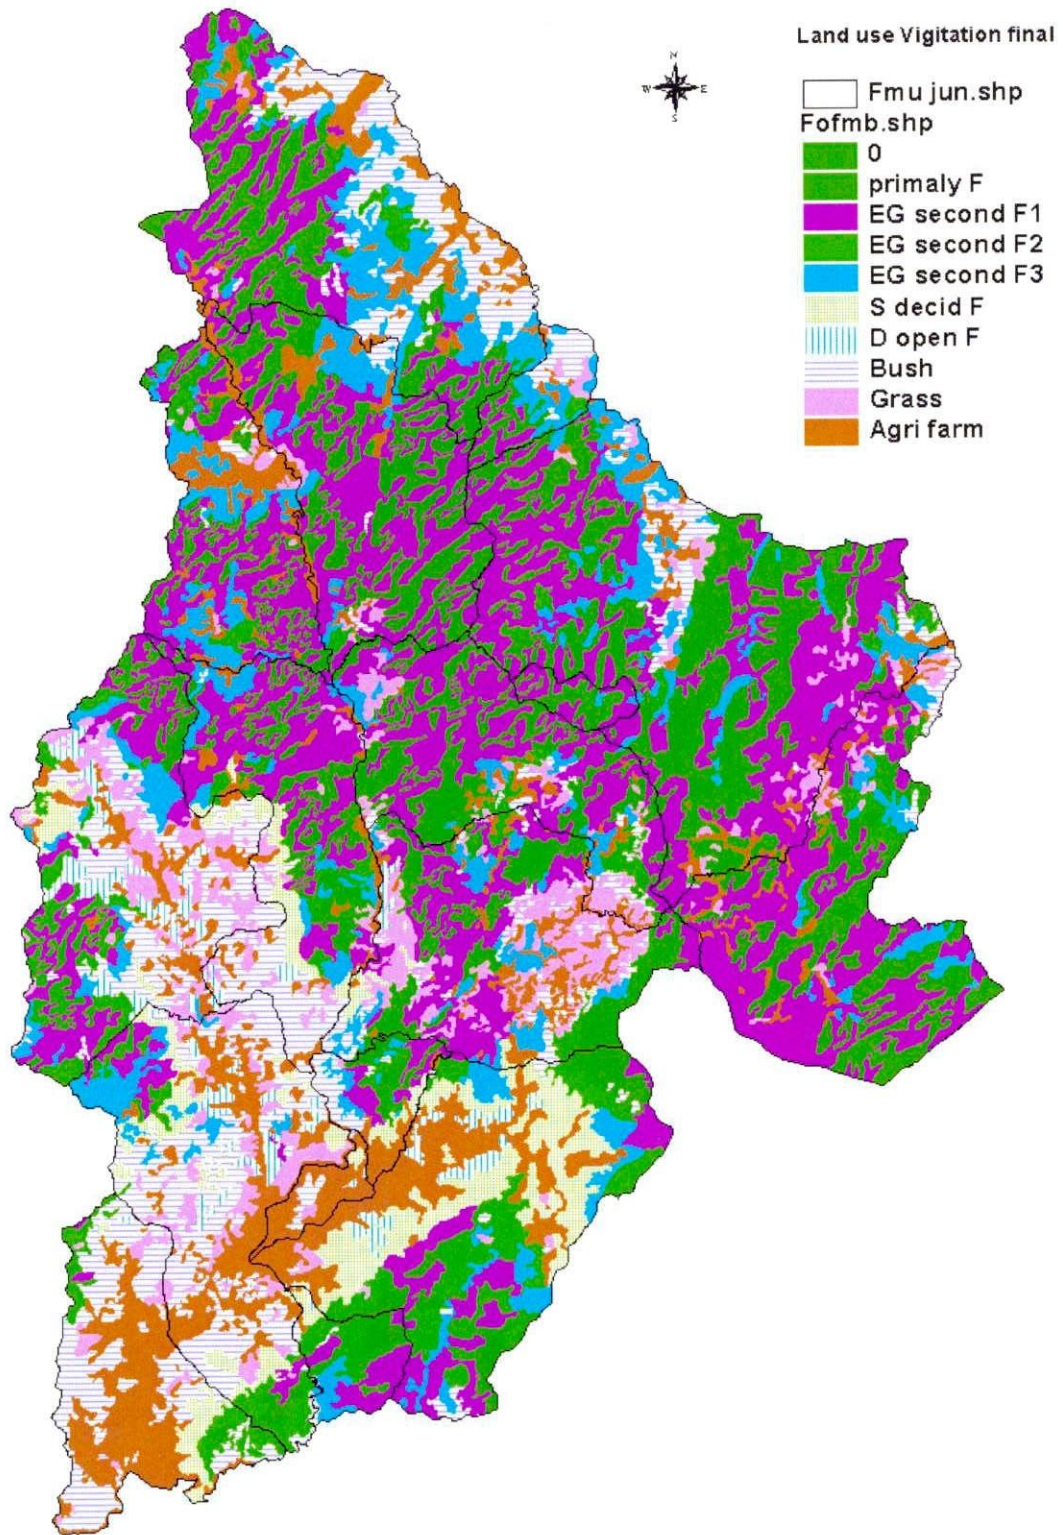 Land use Vigitation final
N
W E
S
Fmu jun.shp
Fofmb.shp
0
primaly F
EG second F1
EG second F2
EG second F3
S decid F
D open F
Bush
Grass
Agri farm